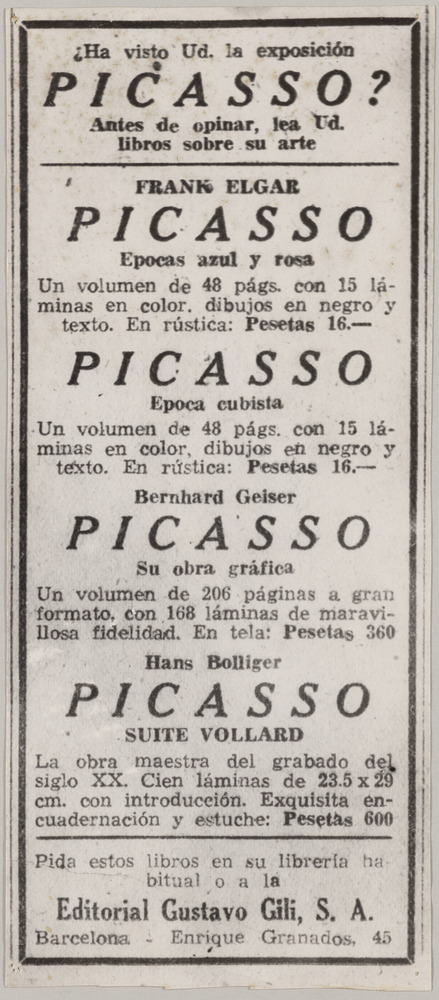 ¿Ha visto Ud. la exposición
PICASSO?
Antes de opinar, lea Ud.
libros sobre su arte
FRANK ELGAR
PICASSO
Epocas azul y rosa
Un volumen de 48 págs. con 15 lá-
minas en color. dibujos en negro y
texto. En rústica: Pesetas 16.—
PICASSO
Epoca cubista
Un volumen de 48 págs. con 15 lá-
minas en color, dibujos en negro y
texto. En rústica: Pesetas 16.—
Bernhard Geiser
PICASSO
Su obra gráfica
Un volumen de 206 páginas a gran
formato, con 168 láminas de maravi-
llosa fidelidad. En tela: Pesetas 360
Hans Bolliger
PICASSO
SUITE VOLLARD
La obra maestra del grabado del
siglo XX. Cien láminas de 23.5 x 29
cm. con introducción. Exquisita en-
cuadernación y estuche: Pesetas 600
Pida estos libros en su librería ha-
bitual o a la
Editorial Gustavo Gili, S. A.
Barcelona - Enrique Granados, 45